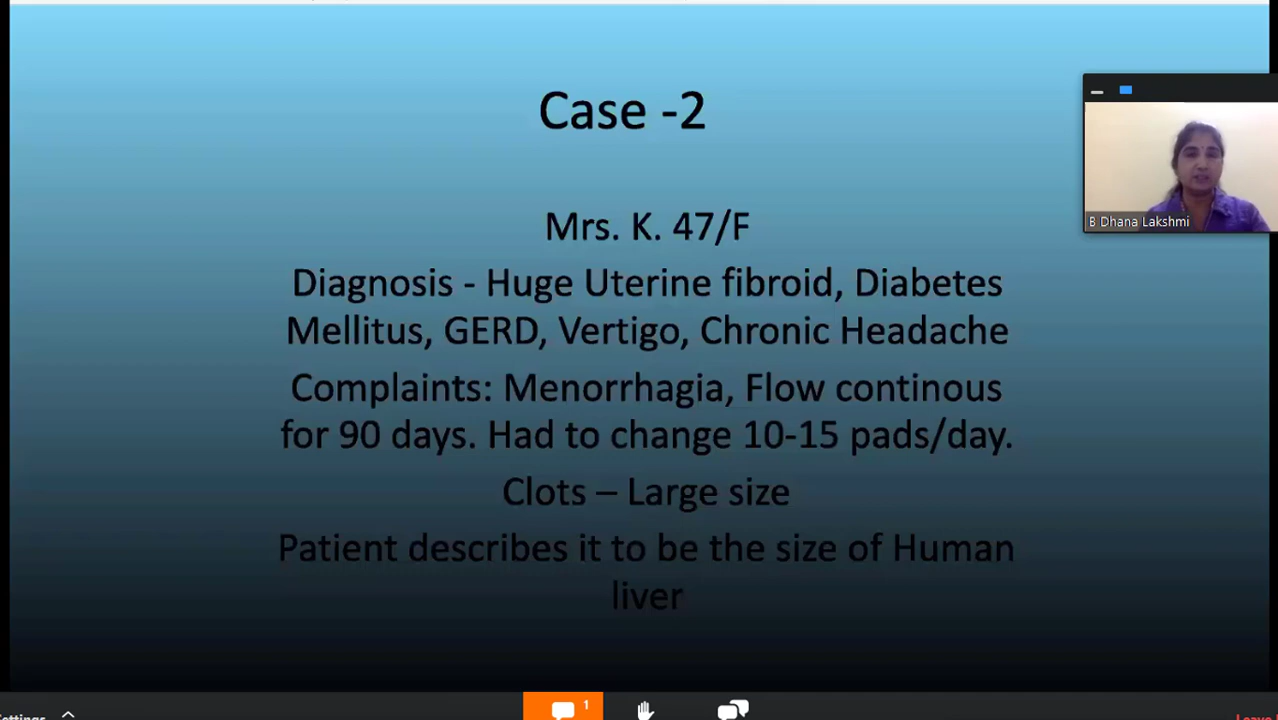 Case -2
Mrs. K. 47/F
Diagnosis - Huge Uterine fibroid, Diabetes
Mellitus, GERD, Vertigo, Chronic Headache
Complaints: Menorrhagia, Flow continous
for 90 days. Had to change 10-15 pads/day.
Clots – Large size
Patient describes it to be the size of Human
liver
B Dhana Lakshmi
1